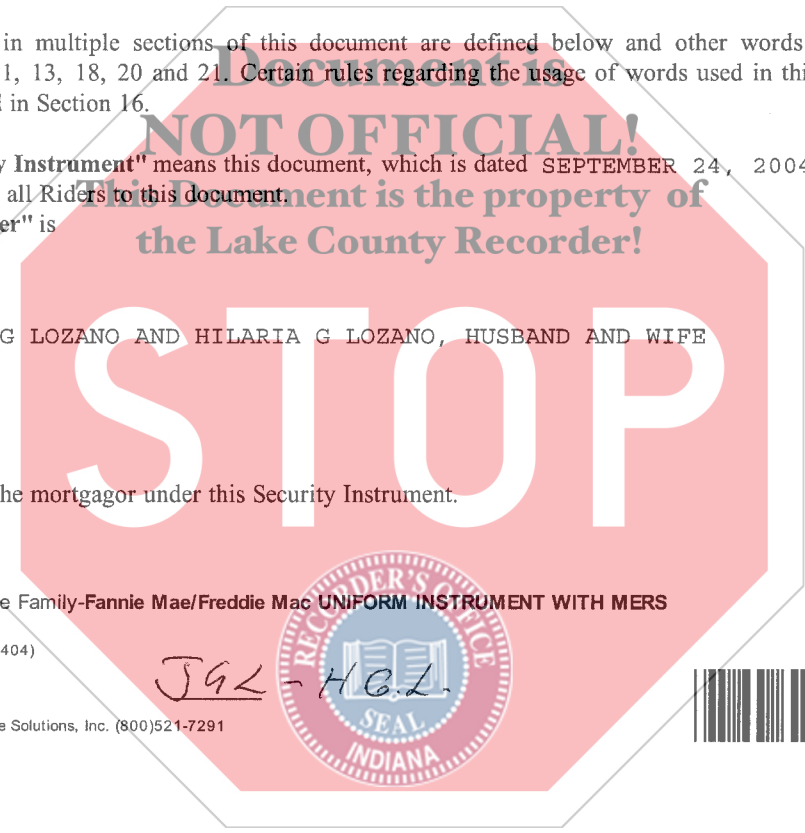 in multiple sections of this document are defined below and other words
Document is
1, 13, 18, 20 and 21. Certain rules regarding the usage of words used in thi
in Section 16.
NOT OFFICIAL!
y Instrument" means this document, which is dated SEPTEMBER 24, 2004
all Riders to this document.
This Document is the property of
er" is
the Lake County Recorder!
G LOZANO AND HILARIA G LOZANO, HUSBAND AND WIFE
STOP
he mortgagor under this Security Instrument.
e Family-Fannie Mae/Freddie Mac UNIFORM INSTRUMENT WITH MERS
404)
JGL - H G.L.
e Solutions, Inc. (800)521-7291
RECORDER'S OFFICE
SEAL
INDIANA